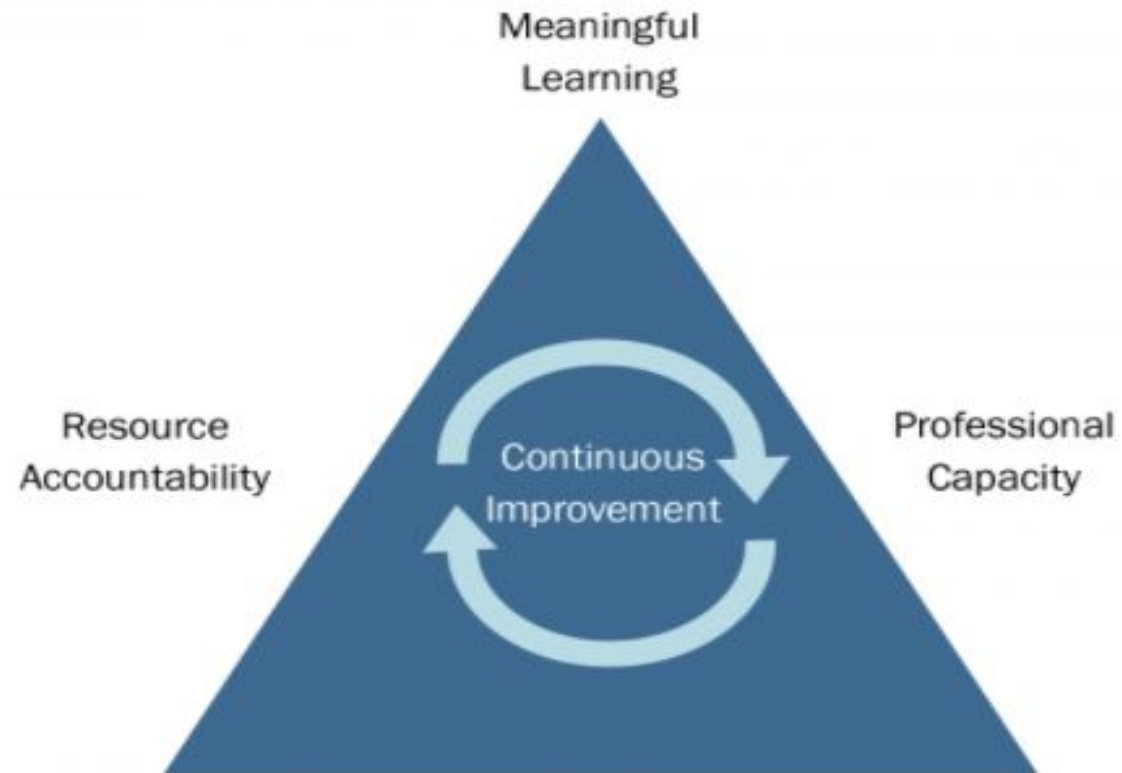 Meaningful
Learning
Resource
Accountability
Continuous
Improvement
Professional
Capacity